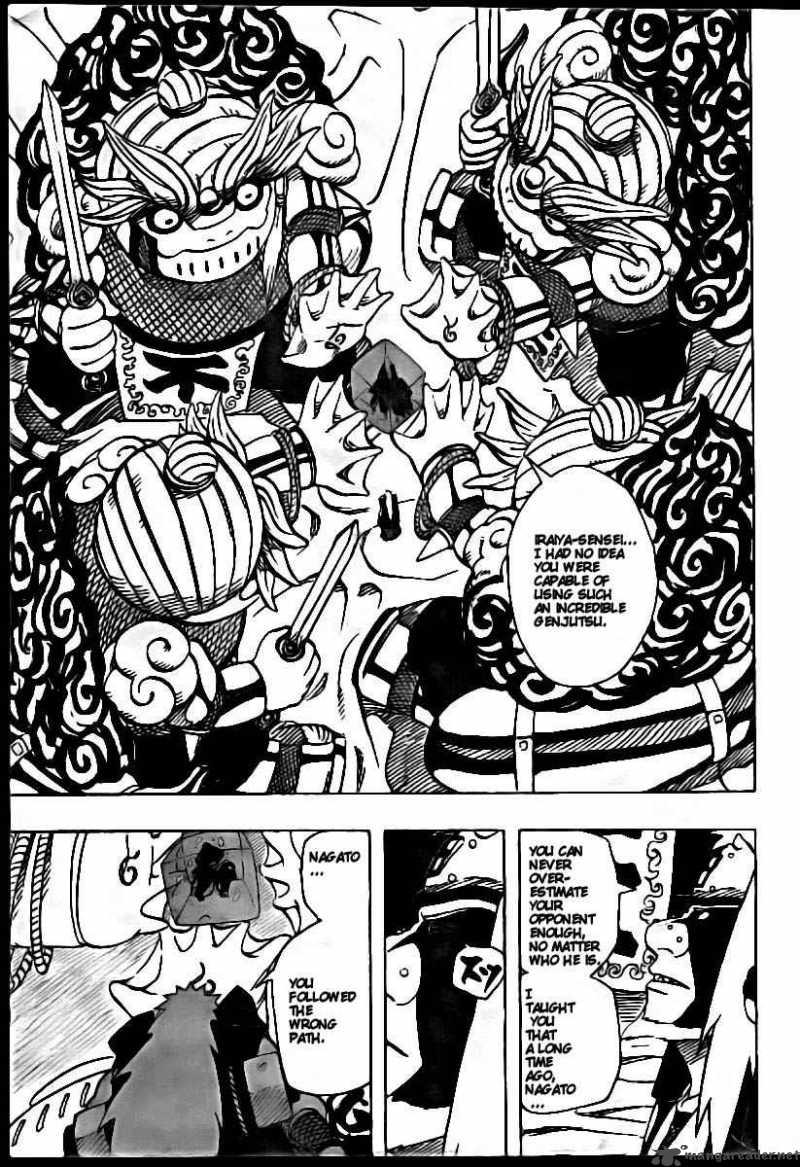 IRAIYA-SENSEI...
I HAD NO IDEA
YOU WERE
CAPABLE OF
USING SUCH
AN INCREDIBLE
GENJUTSU.
YOU CAN
NEVER
OVER-
ESTIMATE
YOUR
OPPONENT
ENOUGH,
NO MATTER
WHO HE IS.
I
TAUGHT
YOU
THAT
A LONG
TIME
AGO,
NAGATO
...
NAGATO
...
YOU
FOLLOWED
THE
WRONG
PATH.
mangareader.net